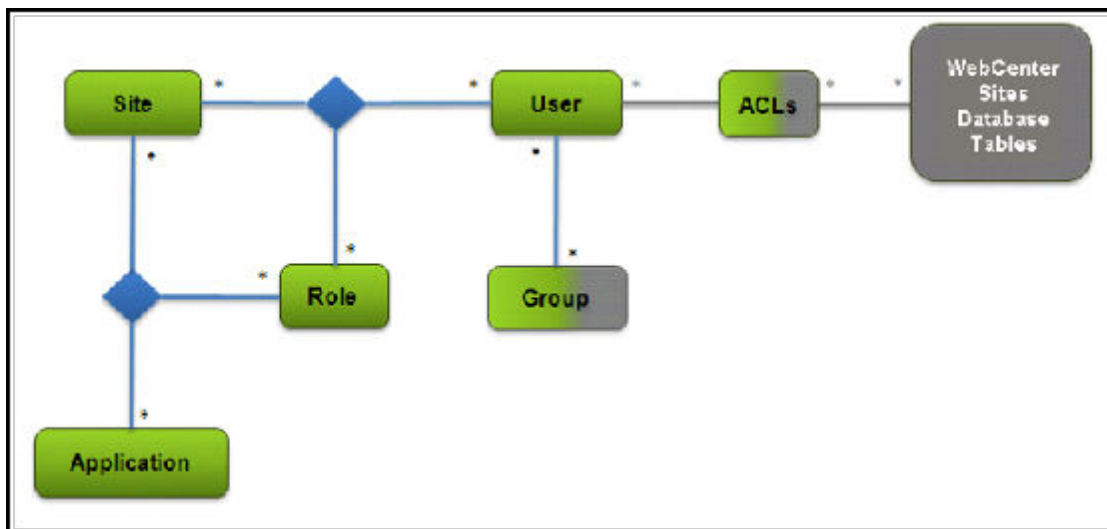 Site
*
*
User
*
ACLs
*
*
WebCenter
Sites
Database
Tables
*
*
*
*
*
Role
Group
*
Application